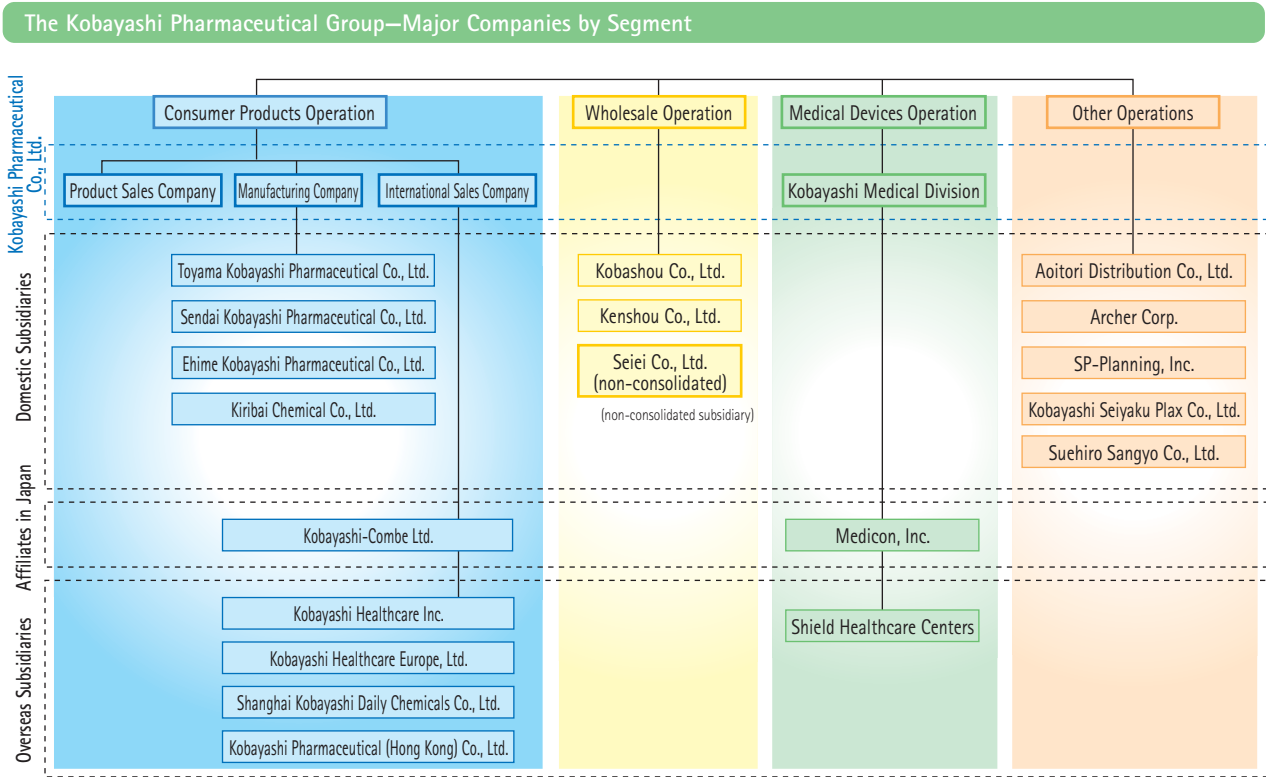 The Kobayashi Pharmaceutical Group—Major Companies by Segment
Kobayashi Pharmaceutical
Co., Ltd.
Consumer Products Operation
Wholesale Operation
Medical Devices Operation
Other Operations
Product Sales Company
Manufacturing Company
International Sales Company
Kobayashi Medical Division
Domestic Subsidiaries
Toyama Kobayashi Pharmaceutical Co., Ltd.
Sendai Kobayashi Pharmaceutical Co., Ltd.
Ehime Kobayashi Pharmaceutical Co., Ltd.
Kiribai Chemical Co., Ltd.
Kobashou Co., Ltd.
Kenshou Co., Ltd.
Seiei Co., Ltd.
(non-consolidated)
(non-consolidated subsidiary)
Aoitori Distribution Co., Ltd.
Archer Corp.
SP-Planning, Inc.
Kobayashi Seiyaku Plax Co., Ltd.
Suehiro Sangyo Co., Ltd.
Affiliates in Japan
Kobayashi-Combe Ltd.
Medicon, Inc.
Overseas Subsidiaries
Kobayashi Healthcare Inc.
Kobayashi Healthcare Europe, Ltd.
Shanghai Kobayashi Daily Chemicals Co., Ltd.
Kobayashi Pharmaceutical (Hong Kong) Co., Ltd.
Shield Healthcare Centers